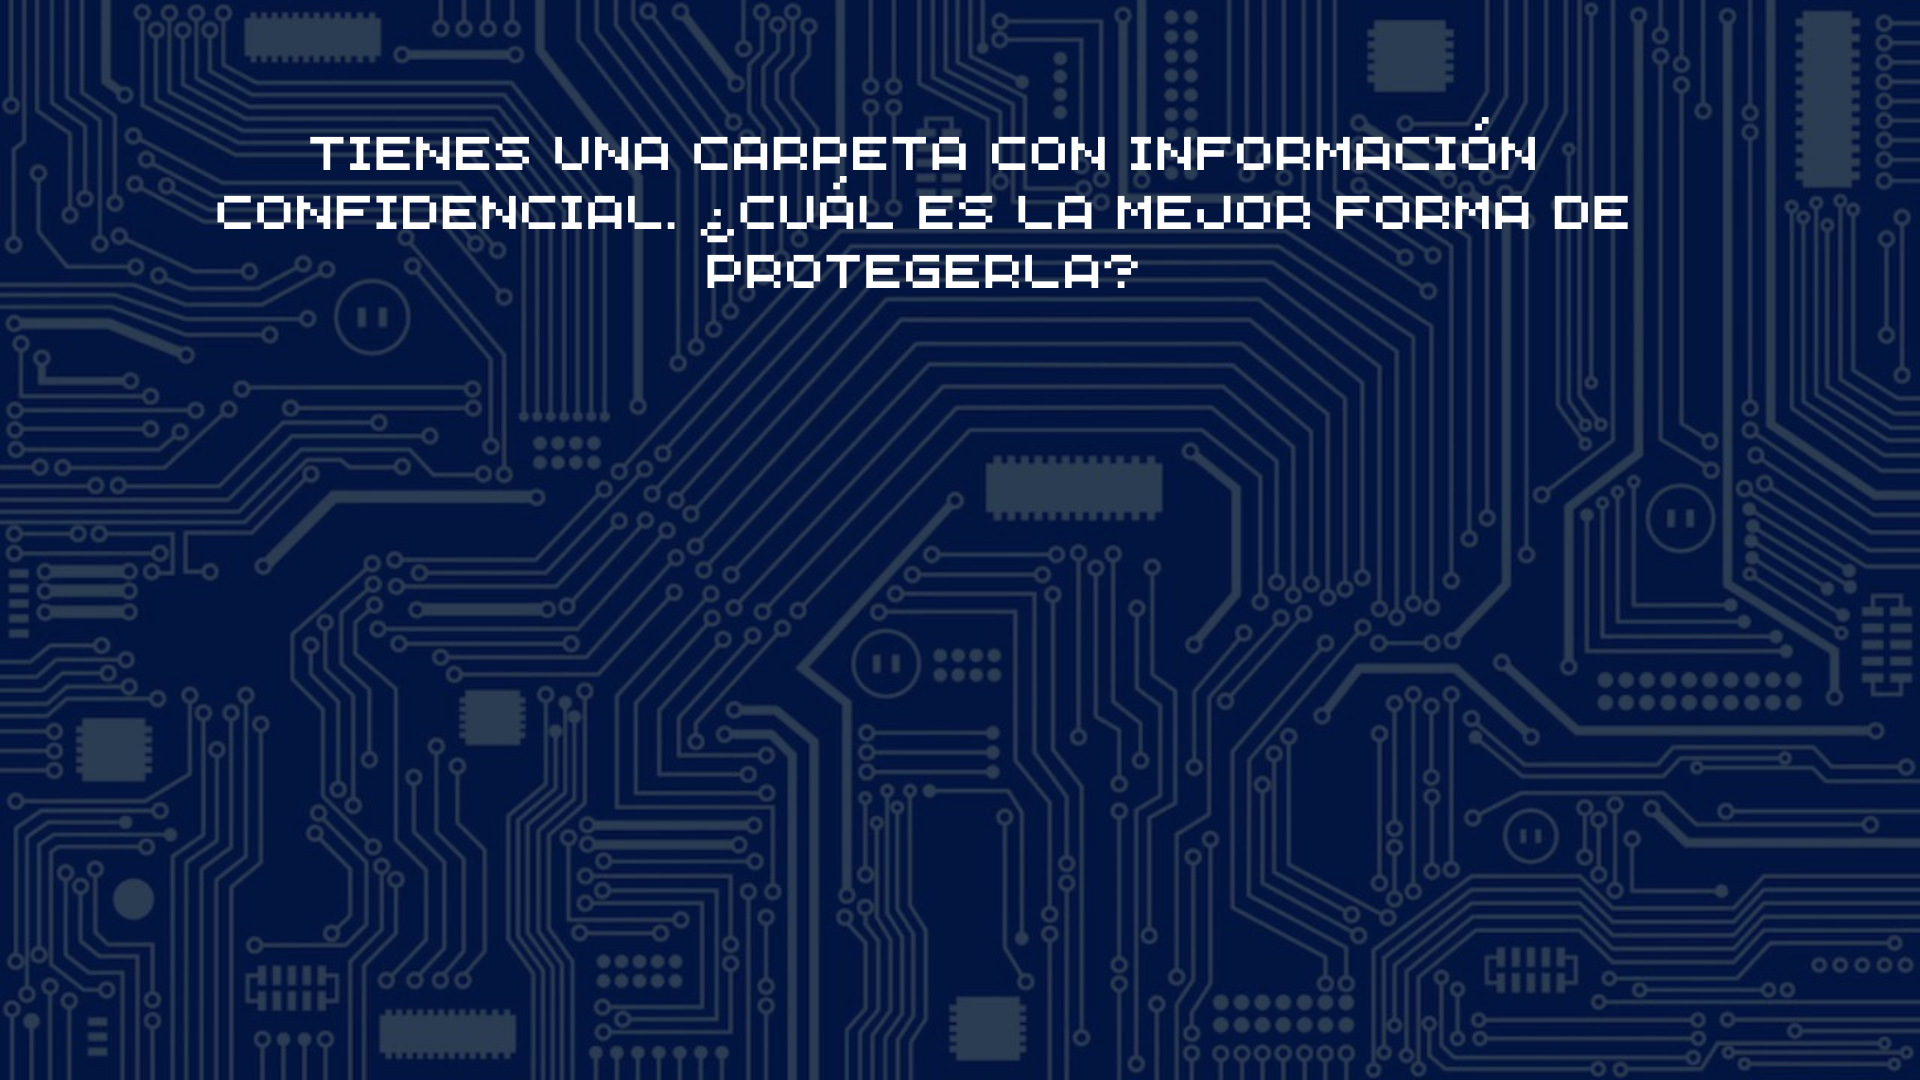 TIENES UNA CARPETA CON INFORMACIÓN
CONFIDENCIAL. ¿CUÁL ES LA MEJOR FORMA DE
PROTEGERLA?